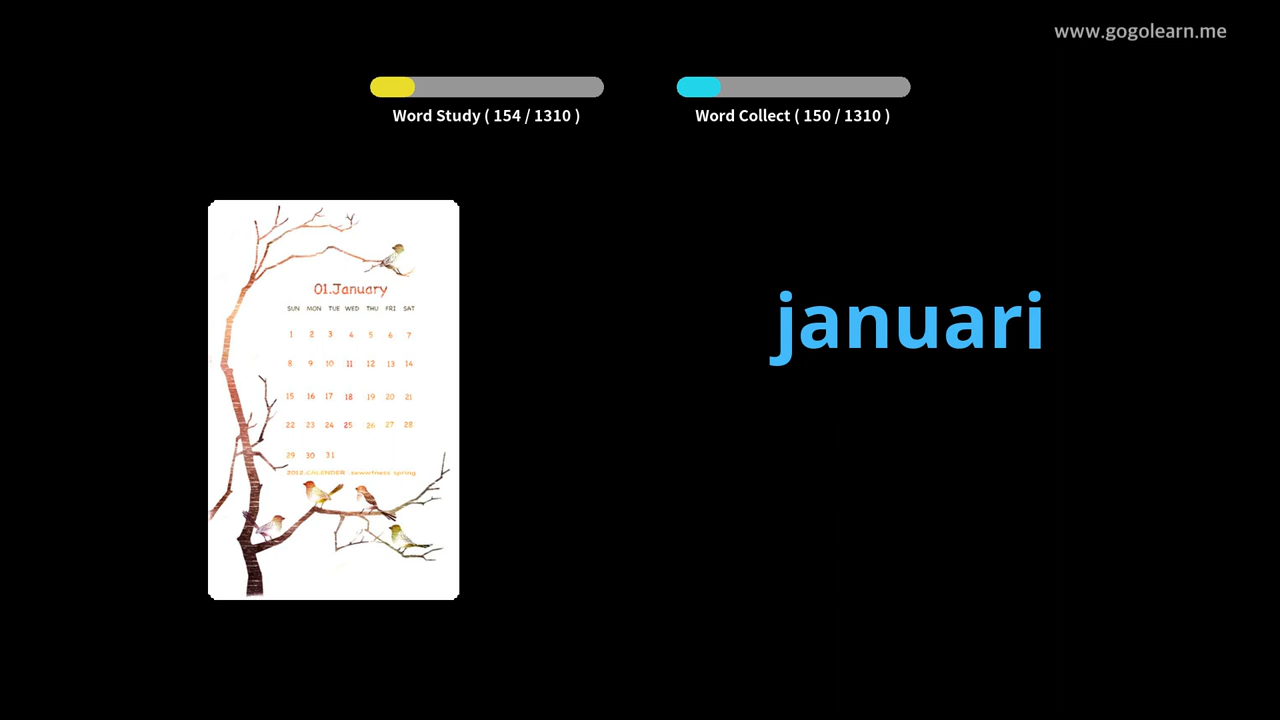 www.gogolearn.me
Word Study ( 154 / 1310 )
Word Collect ( 150 / 1310 )
01.January
SUN MON TUE WED THU FRI SAT
1 2 3 4 5 6 7
8 9 10 11 12 13 14
15 16 17 18 19 20 21
22 23 24 25 26 27 28
29 30 31
CALENDER spring
januari